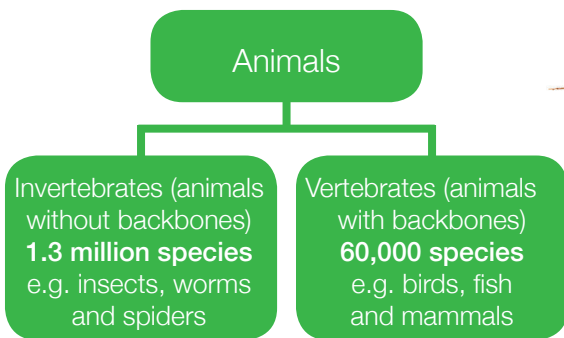 Animals
Invertebrates (animals
without backbones)
1.3 million species
e.g. insects, worms
and spiders
Vertebrates (animals
with backbones)
60,000 species
e.g. birds, fish
and mammals